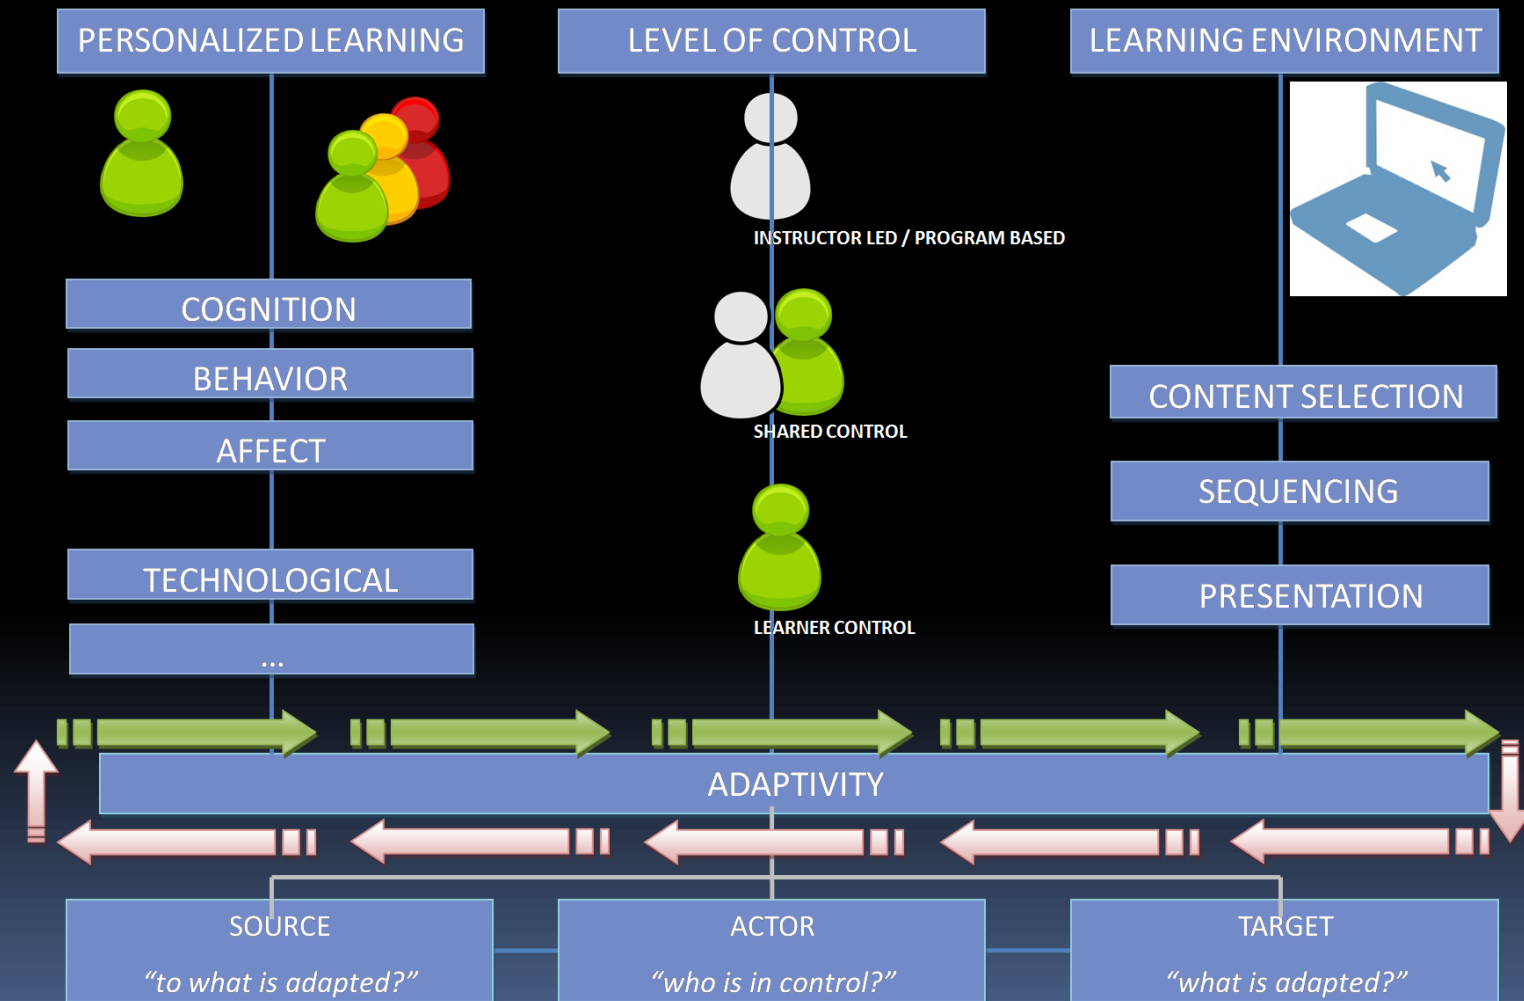 PERSONALIZED LEARNING
LEVEL OF CONTROL
LEARNING ENVIRONMENT
INSTRUCTOR LED / PROGRAM BASED
COGNITION
BEHAVIOR
AFFECT
TECHNOLOGICAL
...
SHARED CONTROL
LEARNER CONTROL
CONTENT SELECTION
SEQUENCING
PRESENTATION
ADAPTIVITY
SOURCE
“to what is adapted?”
ACTOR
“who is in control?”
TARGET
“what is adapted?”